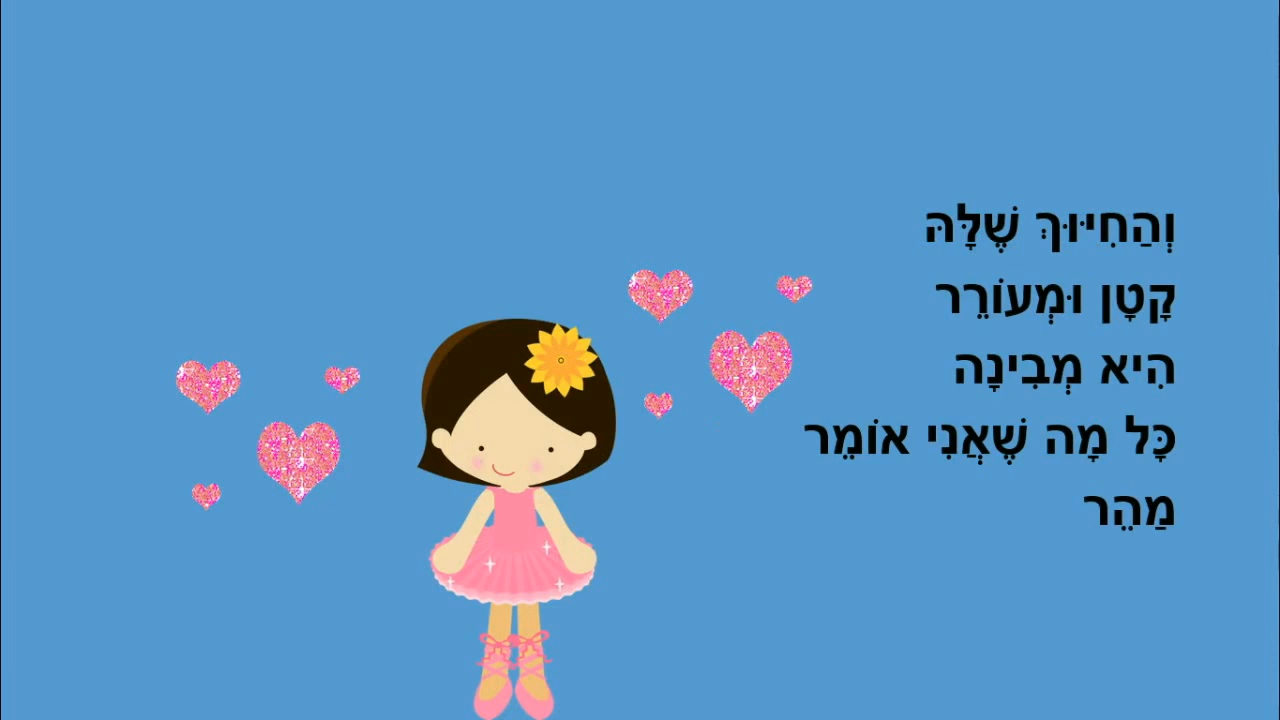 וְהַחִיּוּךְ שֶׁלָּהּ
קָטָן וּמְעוֹרֵר
הִיא מְבִינָה
כָּל מָה שֶׁאֲנִי אוֹמֵר
מַהֵר